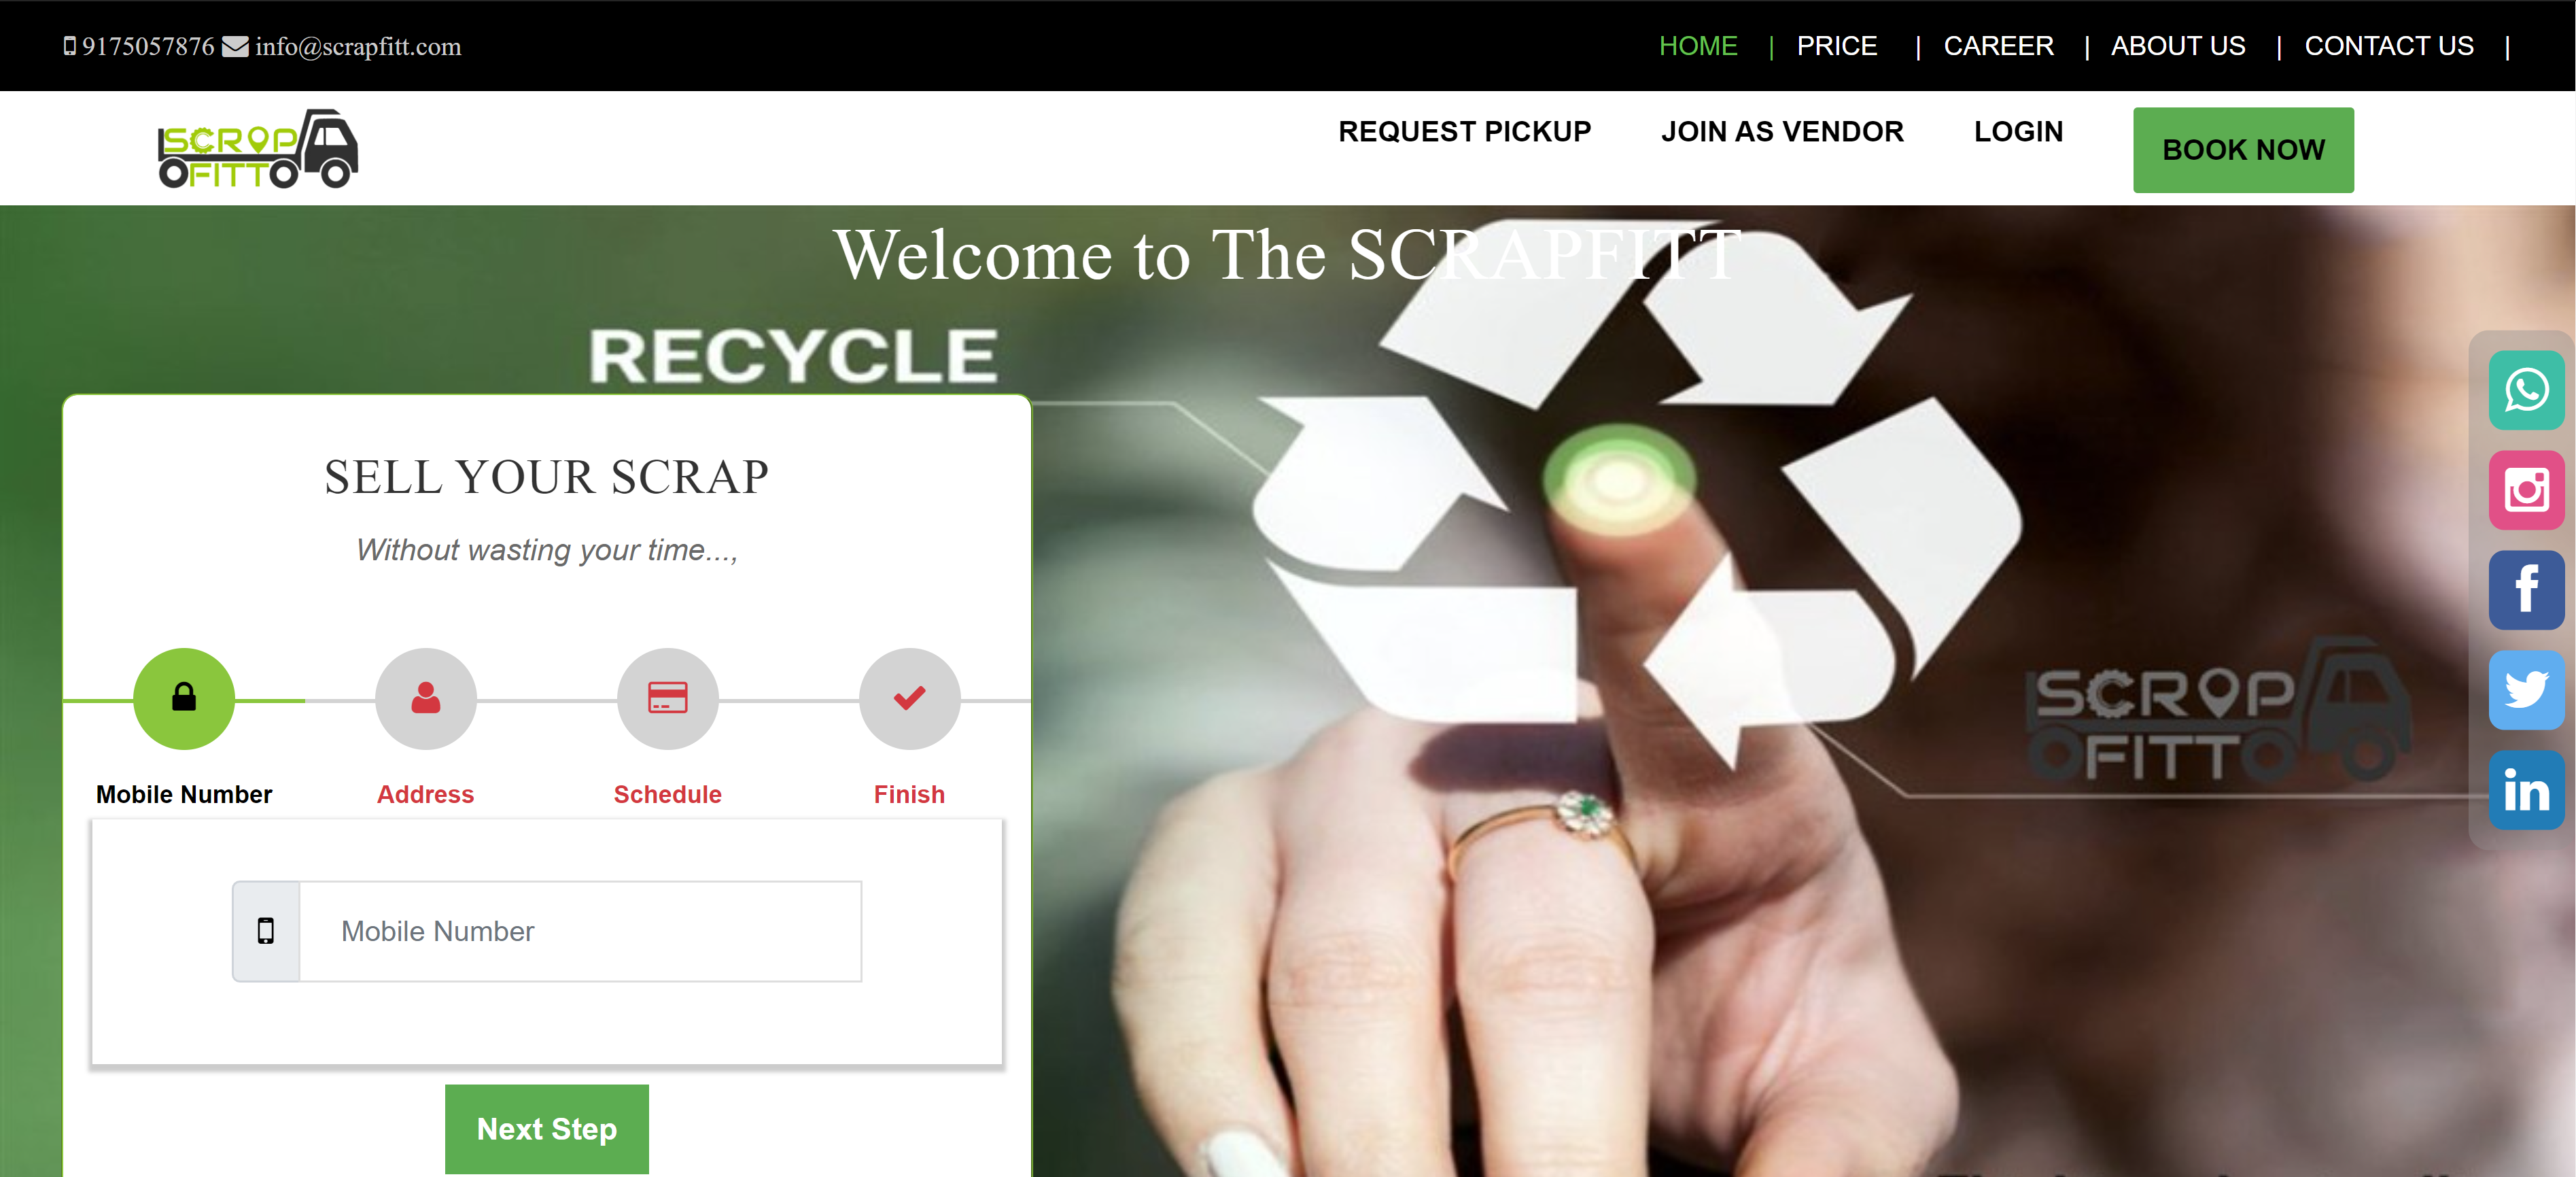 9175057876 info@scrapfitt.com
HOME | PRICE | CAREER | ABOUT US | CONTACT US |
SCRAP
FITT
REQUEST PICKUP
JOIN AS VENDOR
LOGIN
BOOK NOW
Welcome to The SCRAPFITT
RECYCLE
SELL YOUR SCRAP
Without wasting your time...,
Mobile Number
Address
Schedule
Finish
Mobile Number
Next Step
SCRAP
FITT
f
in